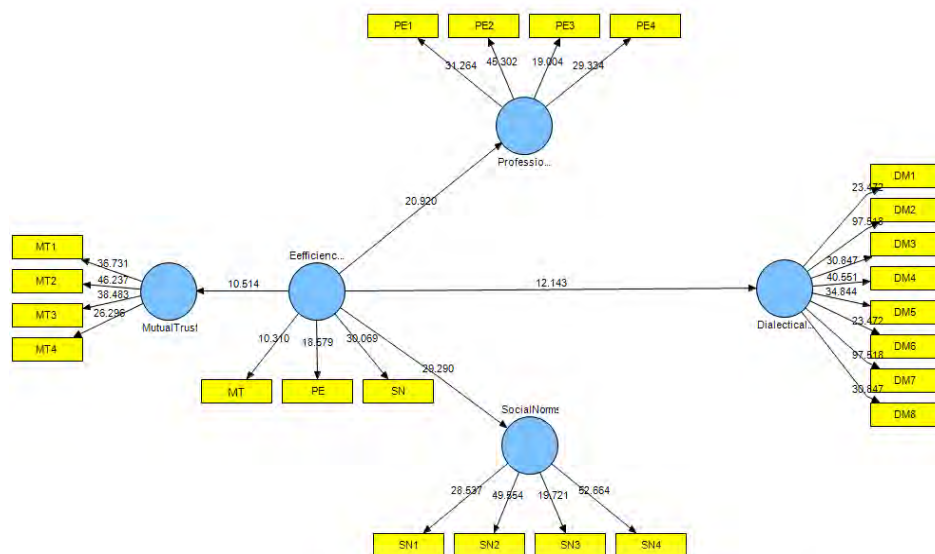 PE1 PE2 PE3 PE4
31.264 45.302 19.004 29.334
Professio...
20.920
MT1
MT2
MT3
MT4
36.731
46.237
38.483
26.296
MutualTrust
10.514
Eefficienc...
12.143
10.310 18.579 30.069
MT PE SN
29.290
SocialNoms
28.537 49.554 19.721 52.664
SN1 SN2 SN3 SN4
Dialectical...
23.472
97.518
30.847
40.551
34.844
23.472
97.518
30.847
DM1
DM2
DM3
DM4
DM5
DM6
DM7
DM8